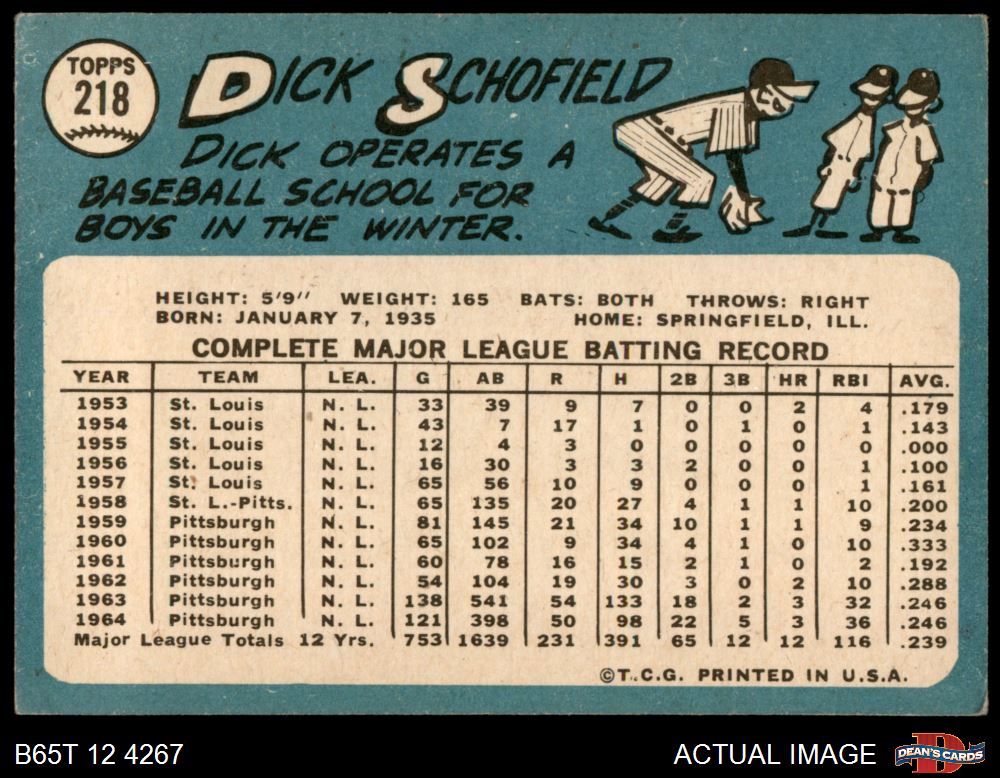 TOPPS
218
DICK SCHOFIELD
DICK OPERATES A
BASEBALL SCHOOL FOR
BOYS IN THE WINTER.
HEIGHT: 5'9" WEIGHT: 165 BATS: BOTH THROWS: RIGHT
BORN: JANUARY 7, 1935 HOME: SPRINGFIELD, ILL.
COMPLETE MAJOR LEAGUE BATTING RECORD
YEAR TEAM LEA. G AB R H 2B 3B HR RBI AVG.
1953 St. Louis N. L. 33 39 9 7 0 0 2 4 .179
1954 St. Louis N. L. 43 7 17 1 0 1 0 1 .143
1955 St. Louis N. L. 12 4 3 0 0 0 0 0 .000
1956 St. Louis N. L. 16 30 3 3 2 0 0 1 .100
1957 St. Louis N. L. 65 56 10 9 0 0 0 1 .161
1958 St. L.-Pitts. N. L. 65 135 20 27 4 1 1 10 .200
1959 Pittsburgh N. L. 81 145 21 34 10 1 1 9 .234
1960 Pittsburgh N. L. 65 102 9 34 4 1 0 10 .333
1961 Pittsburgh N. L. 60 78 16 15 2 1 0 2 .192
1962 Pittsburgh N. L. 54 104 19 30 3 0 2 10 .288
1963 Pittsburgh N. L. 138 541 54 133 18 2 3 32 .246
1964 Pittsburgh N. L. 121 398 50 98 22 5 3 36 .246
Major League Totals 12 Yrs. 753 1639 231 391 65 12 12 116 .239
©T.C.G. PRINTED IN U.S.A.
B65T 12 4267 ACTUAL IMAGE DEAN'S CARDS